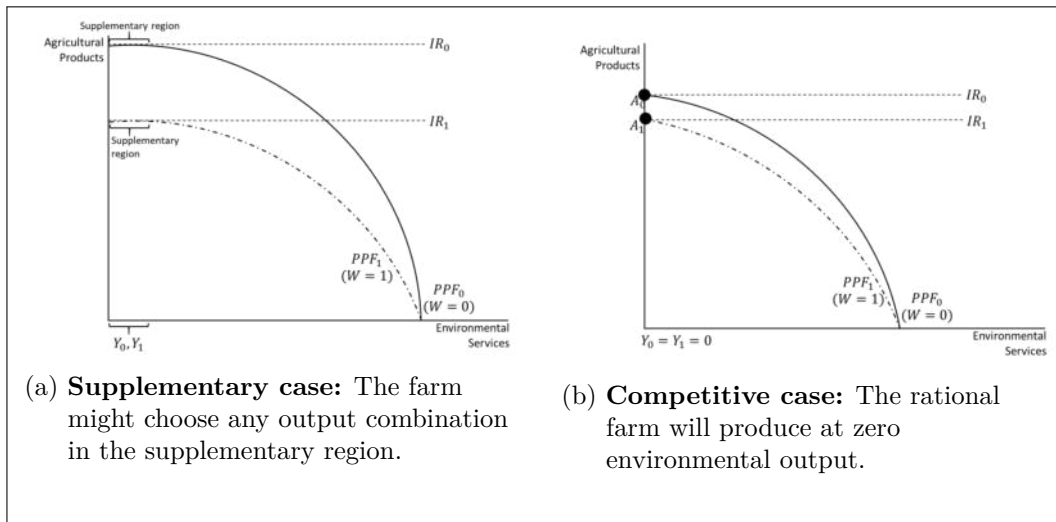 Supplementary region
Agricultural
Products
IR₀
IR₁
Supplementary
region
PPF₁
(W = 1)
PPF₀
(W = 0)
Environmental
Services
Y₀, Y₁
(a) Supplementary case: The farm
might choose any output combination
in the supplementary region.
Agricultural
Products
A₀
IR₀
A₁
IR₁
PPF₁
(W = 1)
PPF₀
(W = 0)
Y₀ = Y₁ = 0
Environmental
Services
(b) Competitive case: The rational
farm will produce at zero
environmental output.